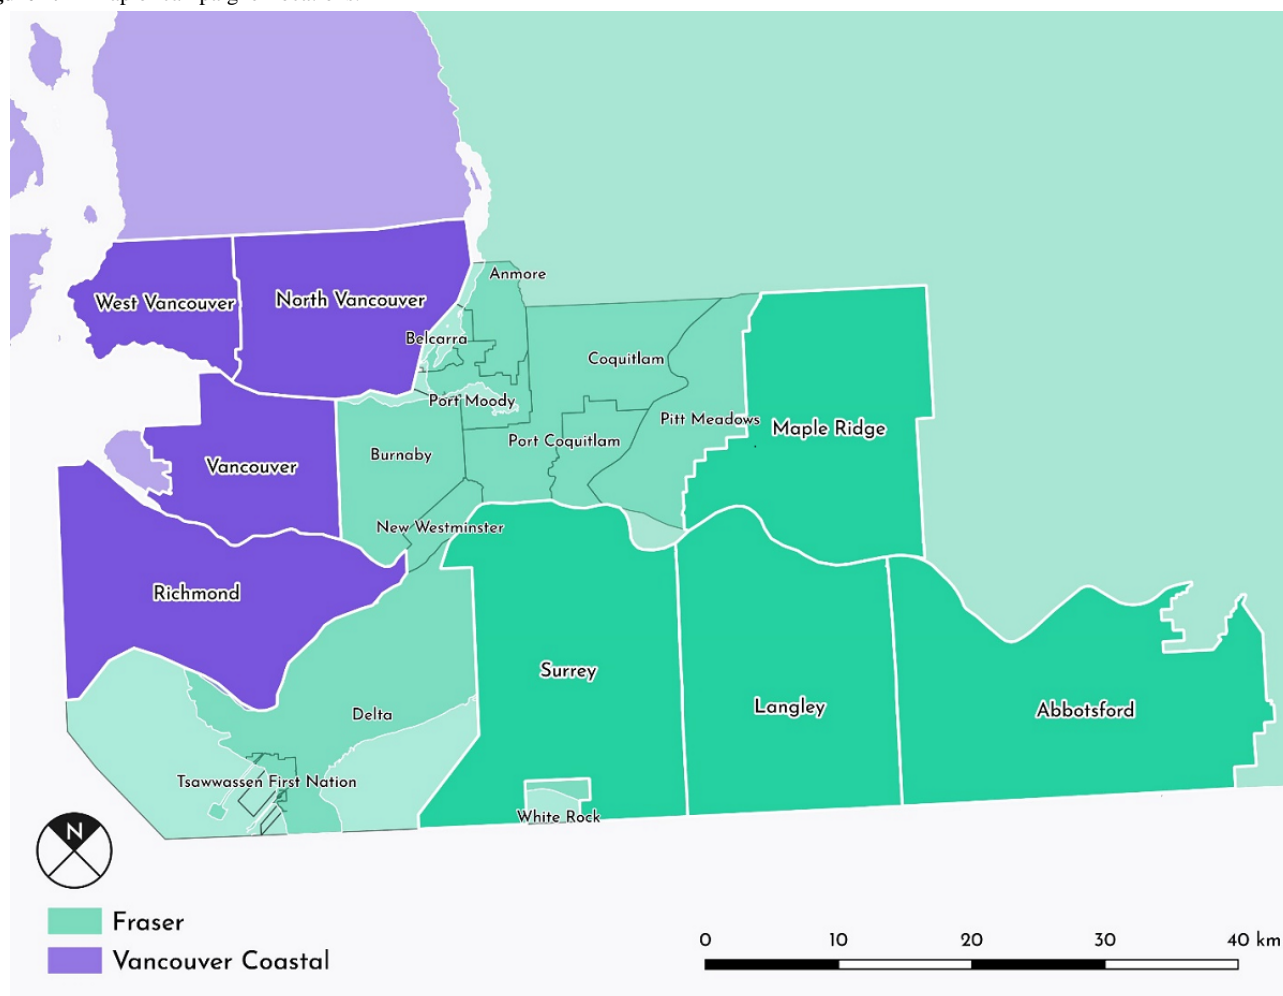 Anmore
West Vancouver
North Vancouver
Belcarra
Coquitlam
Port Moody
Pitt Meadows
Maple Ridge
Port Coquitlam
Burnaby
Vancouver
New Westminster
Richmond
Surrey
Langley
Abbotsford
Delta
Tsawwassen First Nation
White Rock
N
Fraser
Vancouver Coastal
0 10 20 30 40 km